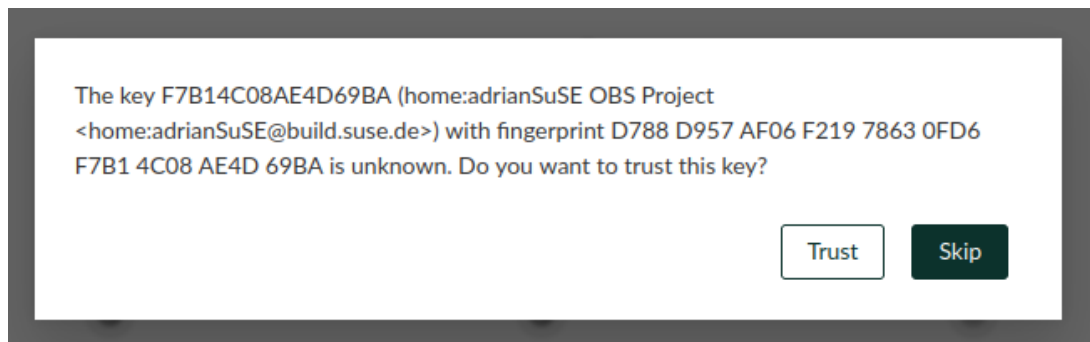 The key F7B14C08AE4D69BA (home:adrianSuSE OBS Project
<home:adrianSuSE@build.suse.de>) with fingerprint D788 D957 AF06 F219 7863 0FD6
F7B1 4C08 AE4D 69BA is unknown. Do you want to trust this key?
Trust
Skip